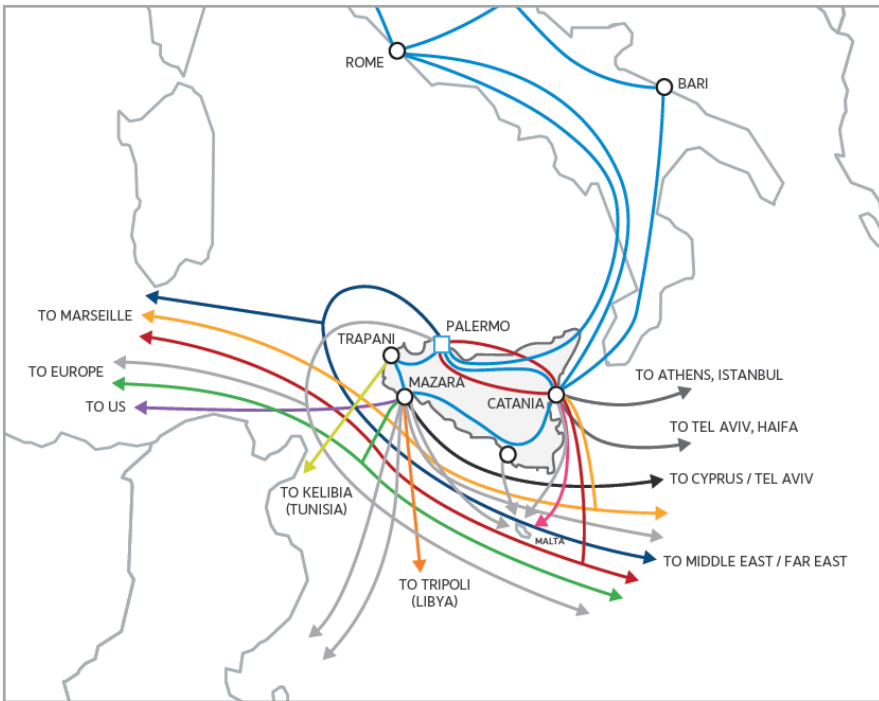 ROME
BARI
TO MARSEILLE
PALERMO
TRAPANI
TO EUROPE
MAZARA
TO ATHENS, ISTANBUL
TO US
CATANIA
TO TEL AVIV, HAIFA
TO CYPRUS / TEL AVIV
TO KELIBIA
(TUNISIA)
MALTA
TO MIDDLE EAST / FAR EAST
TO TRIPOLI
(LIBYA)